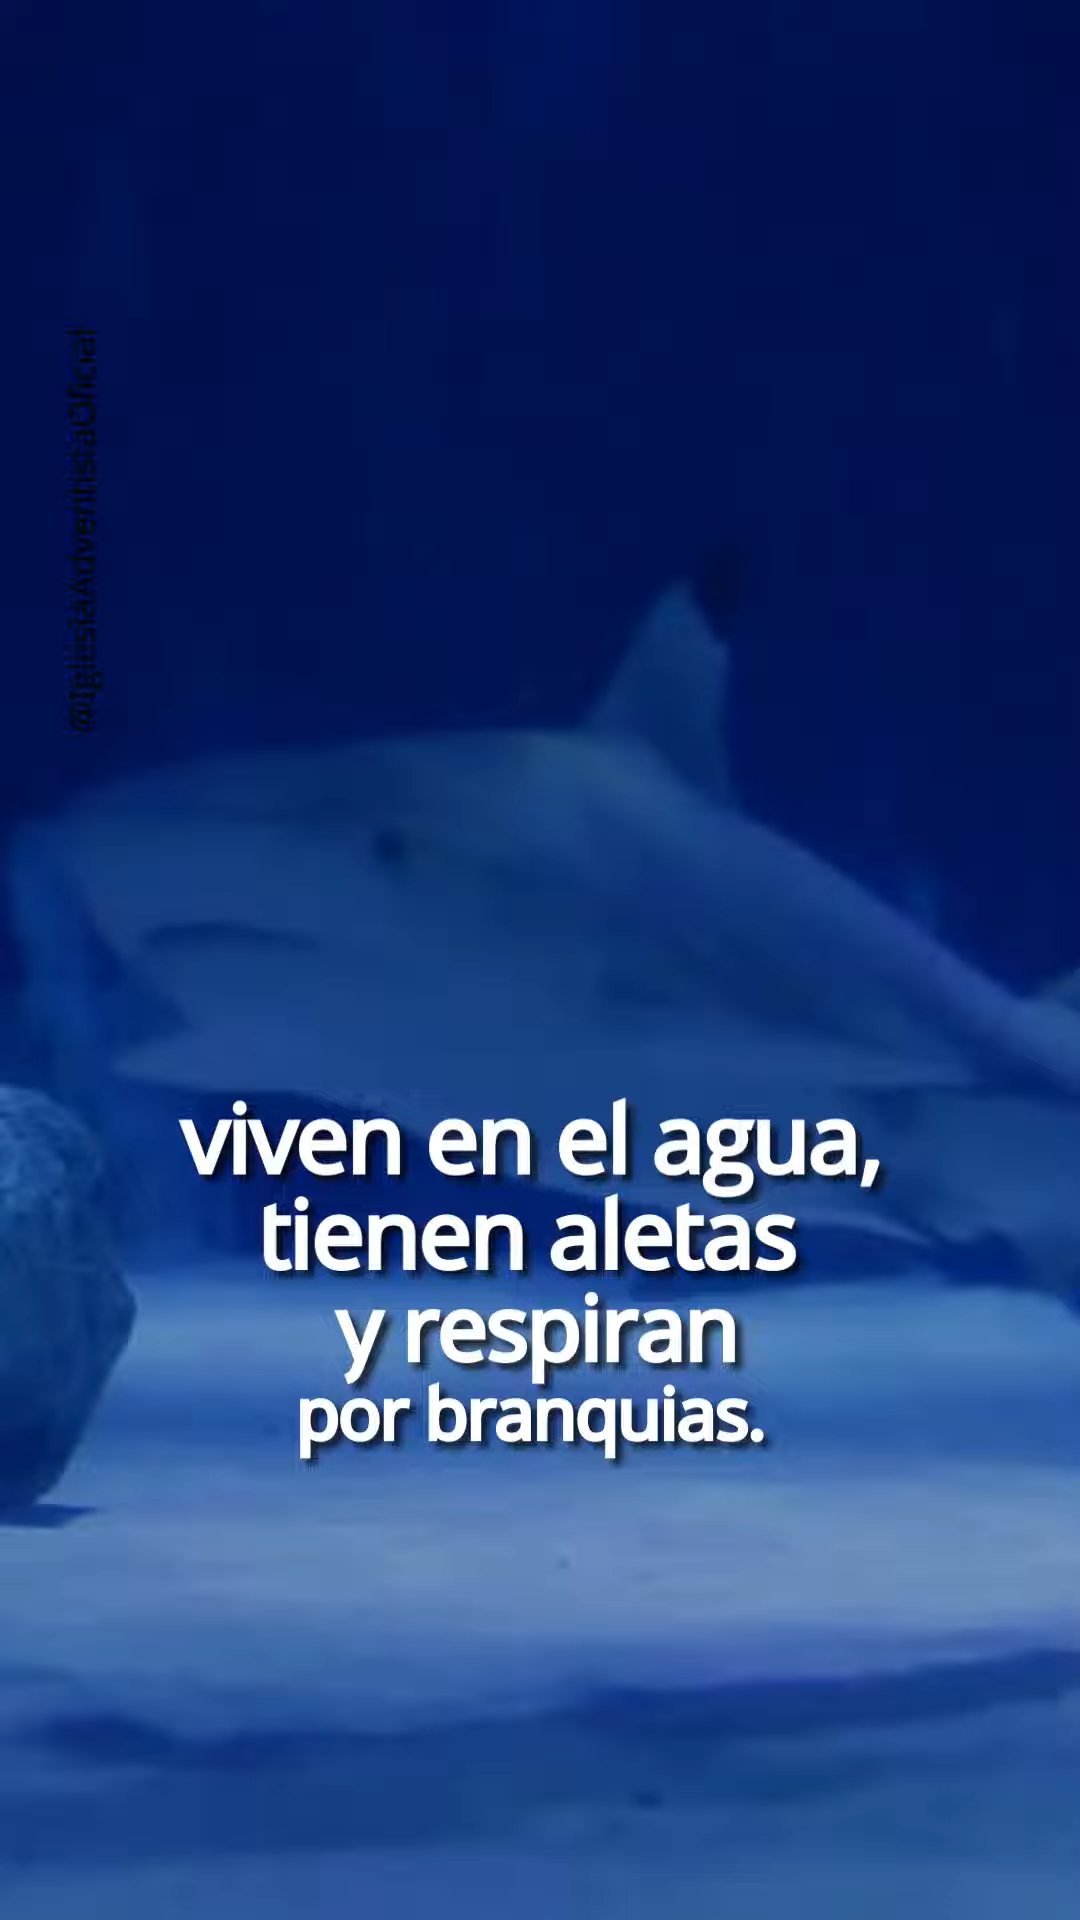 @IglesiaAdventistaOficial
viven en el agua,
tienen aletas
y respiran
por branquias.